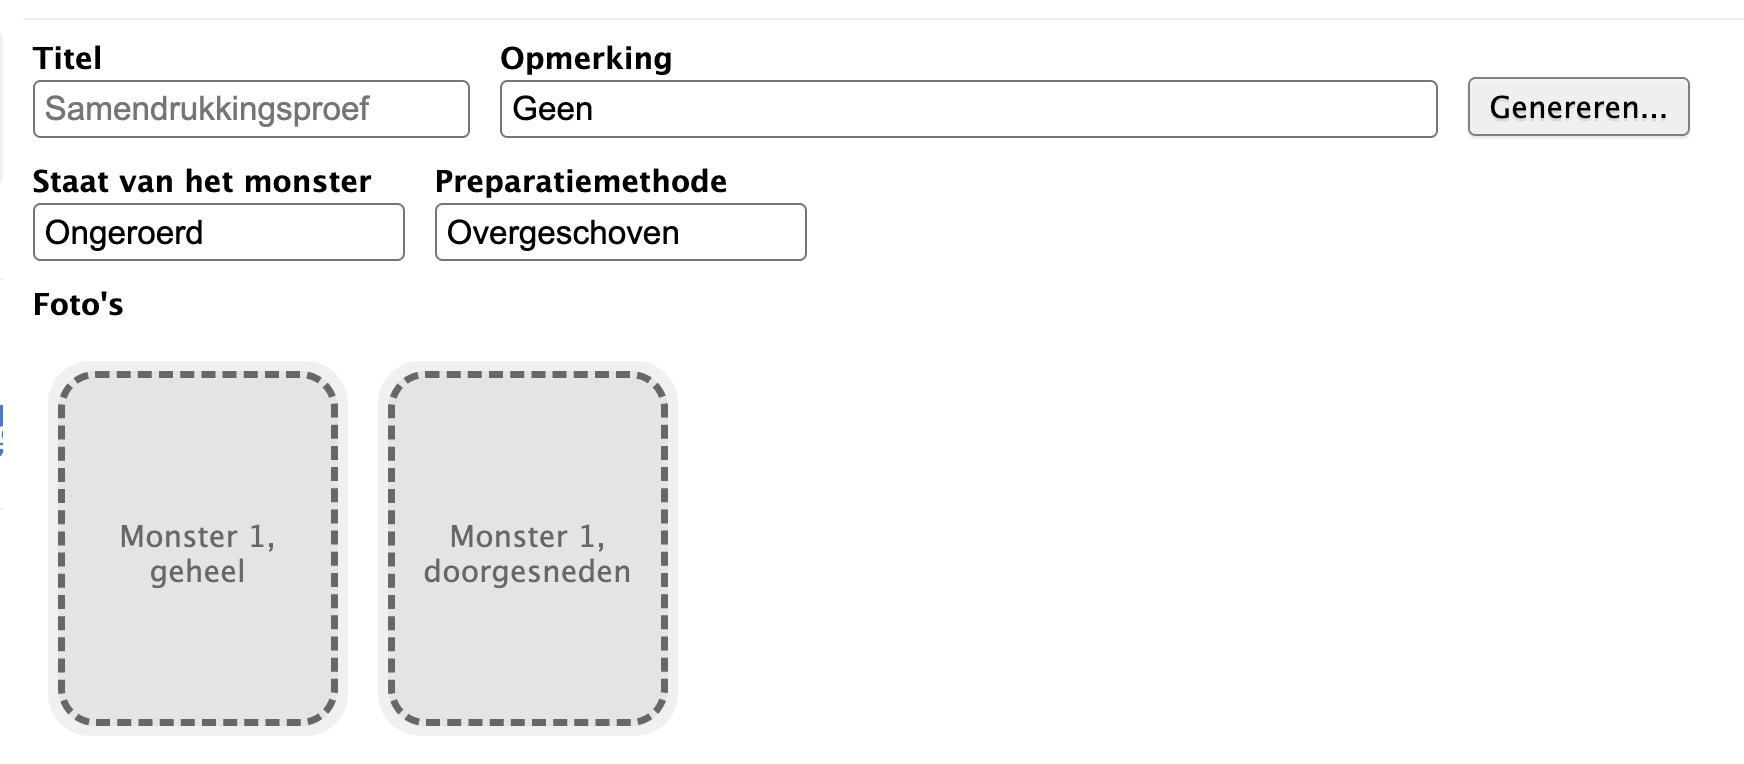 Titel
Opmerking
Samendrukkingsproef
Geen
Genereren...
Staat van het monster
Preparatiemethode
Ongeroerd
Overgeschoven
Foto's
Monster 1,
geheel
Monster 1,
doorgesneden